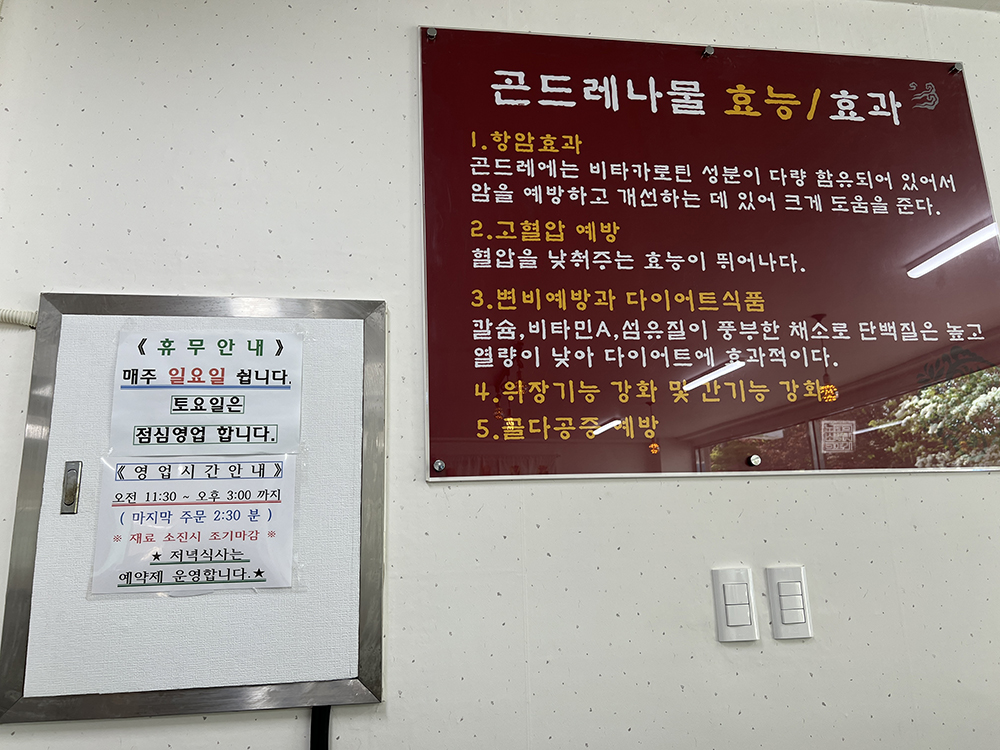 곤드레나물 효능/효과
1.항암효과
곤드레에는 비타카로틴 성분이 다량 함유되어 있어서
암을 예방하고 개선하는 데 있어 크게 도움을 준다.
2.고혈압 예방
혈압을 낮춰주는 효능이 뛰어나다.
3.변비예방과 다이어트식품
칼슘,비타민A,섬유질이 풍부한 채소로 단백질은 높고
열량이 낮아 다이어트에 효과적이다.
4.위장기능 강화 및 간기능 강화
5.골다공증 예방
《 휴 무 안 내 》
매주 일요일 쉽니다.
토요일은
점심영업 합니다.
《 영 업 시 간 안 내 》
오전 11:30 ~ 오후 3:00 까지
( 마지막 주문 2:30 분 )
※ 재료 소진시 조기마감 ※
★ 저녁식사는
예약제 운영합니다.★